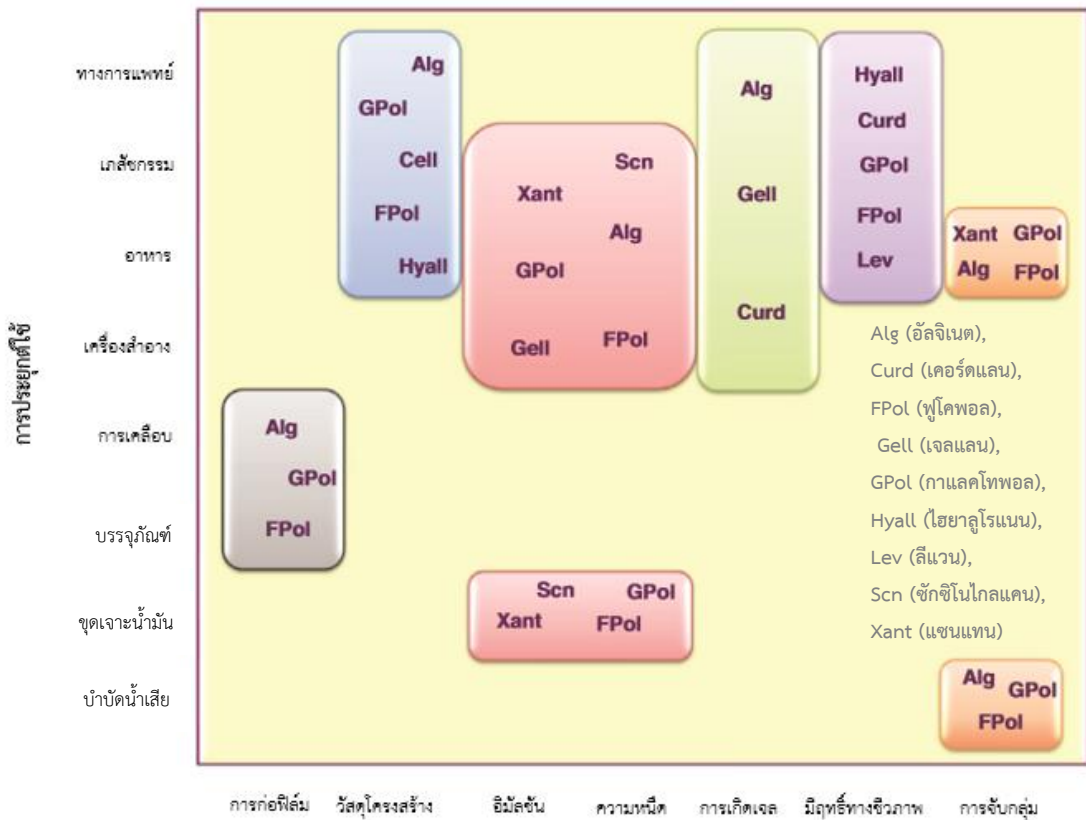 การประยุกต์ใช้
ทางการแพทย์
เภสัชกรรม
อาหาร
เครื่องสำอาง
การเคลือบ
บรรจุภัณฑ์
ขุดเจาะน้ำมัน
บำบัดน้ำเสีย
Alg
GPol
FPol
Alg
GPol
Cell
FPol
Hyall
Scn
Xant
Alg
GPol
FPol
Gell
Scn GPol
Xant FPol
Alg
Gell
Curd
Hyall
Curd
GPol
FPol
Lev
Xant GPol
Alg FPol
Alg (อัลจิเนต),
Curd (เคอร์ดแลน),
FPol (ฟูโคพอล),
Gell (เจลแลน),
GPol (กาแลคโทพอล),
Hyall (ไฮยาลูโรแนน),
Lev (ลีแวน),
Scn (ซักซิโนไกลแคน),
Xant (แซนแทน)
Alg GPol
FPol
การก่อฟิล์ม วัสดุโครงสร้าง อิมัลชัน ความหนืด การเกิดเจล มีฤทธิ์ทางชีวภาพ การจับกลุ่ม